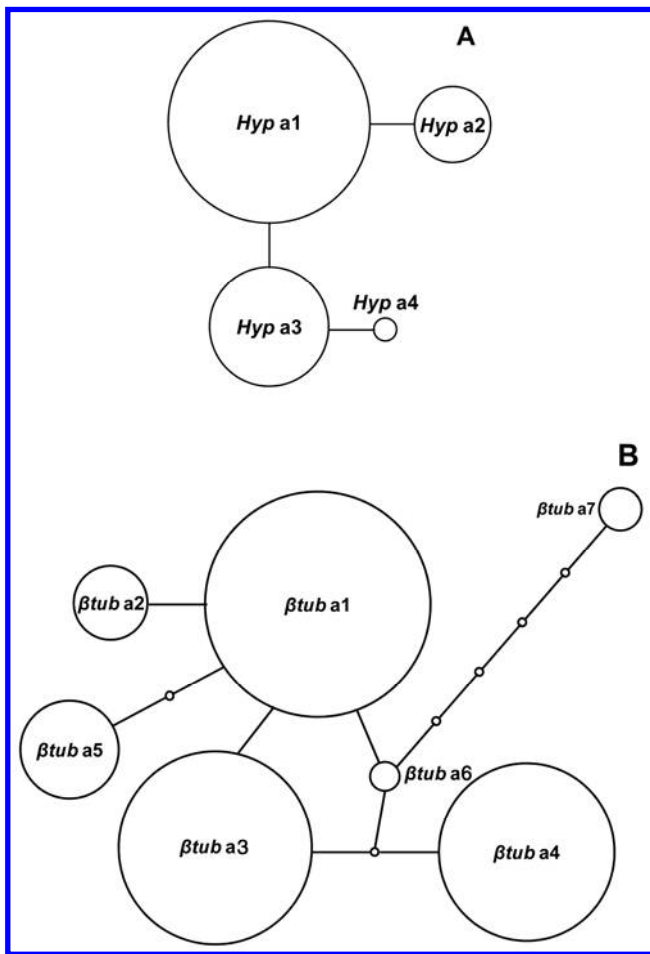 A
Hyp a1
Hyp a2
Hyp a4
Hyp a3
B
βtub a7
βtub a2
βtub a1
βtub a5
βtub a6
βtub a3
βtub a4